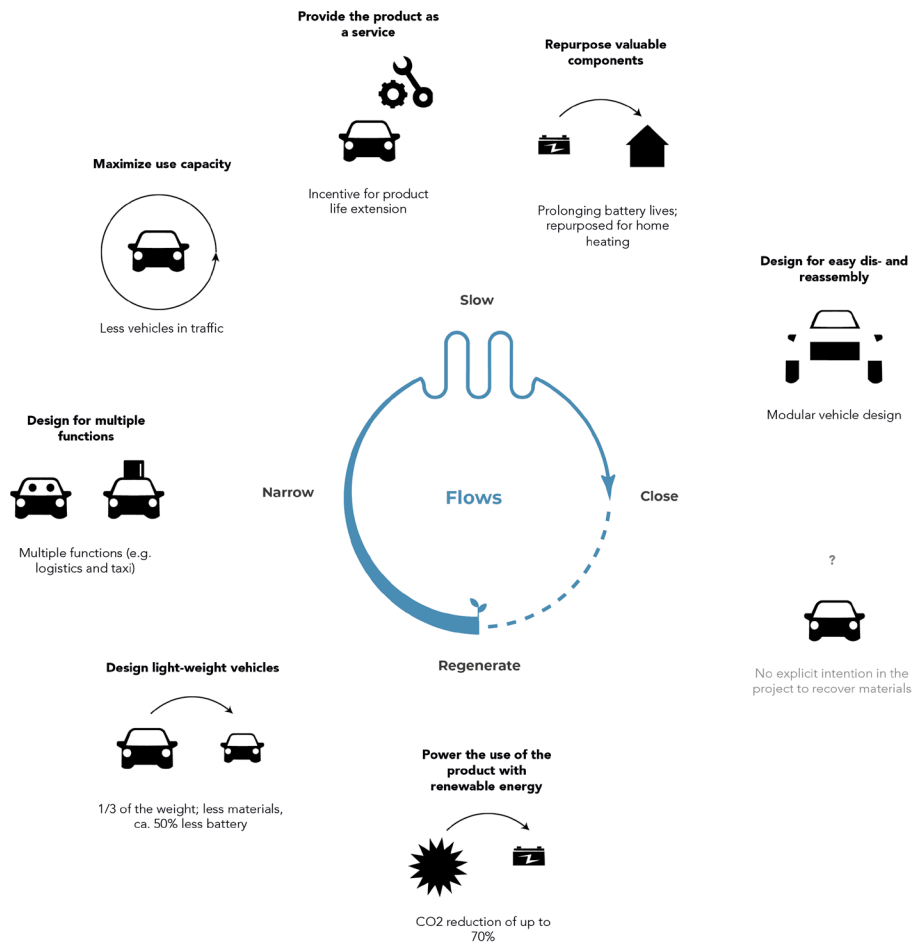 Provide the product as
a service
Incentive for product
life extension
Repurpose valuable
components
Prolonging battery lives;
repurposed for home
heating
Maximize use capacity
Less vehicles in traffic
Design for easy dis- and
reassembly
Modular vehicle design
Slow
Design for multiple
functions
Multiple functions (e.g.
logistics and taxi)
Narrow
Flows
Close
?
No explicit intention in the
project to recover materials
Regenerate
Design light-weight vehicles
1/3 of the weight; less materials,
ca. 50% less battery
Power the use of the
product with
renewable energy
CO2 reduction of up to
70%